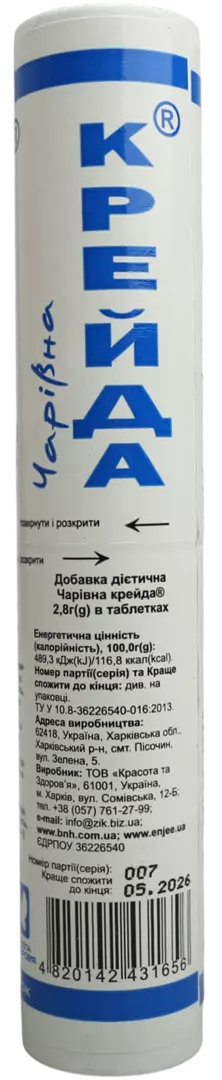 КРЕЙДА®
Чарівна
повернути і розкрити
розкрити
Добавка дієтична
Чарівна крейда®
2,8г(g) в таблетках
Енергетична цінність
(калорійність), 100,0г(g):
489,3 кДж(kJ)/116,8 ккал(kcal).
Номер партії(серія) та Краще
спожити до кінця: див. на
упаковці.
ТУ У 10.8-36226540-016:2013.
Адреса виробництва:
62418, Україна, Харківська обл.,
Харківський р-н, смт. Пісочин,
вул. Зелена, 5.
Виробник: ТОВ «Красота та
Здоров'я», 61001, Україна,
м. Харків, вул. Сомівська, 12-Б;
тел. +38 (057) 761-27-99;
email: info@zik.biz.ua;
www.bnh.com.ua; www.enjee.ua
ЄДРПОУ 36226540
Номер партії(серія): 007
Краще спожити
до кінця: 05.2026
4 820142 431656